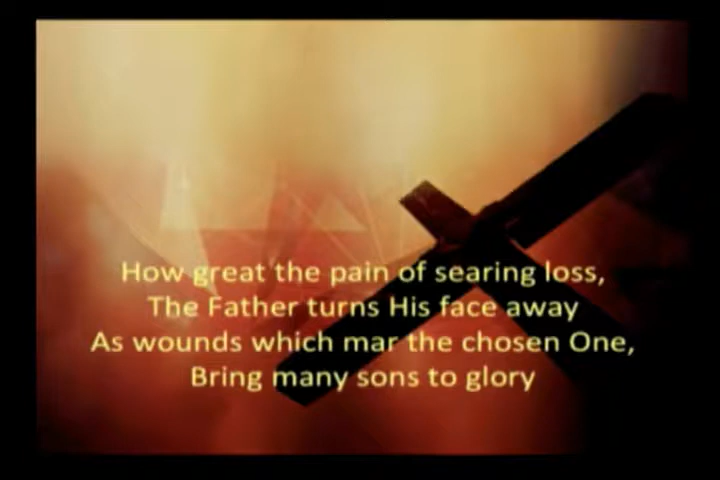 How great the pain of searing loss,
The Father turns His face away
As wounds which mar the chosen One,
Bring many sons to glory